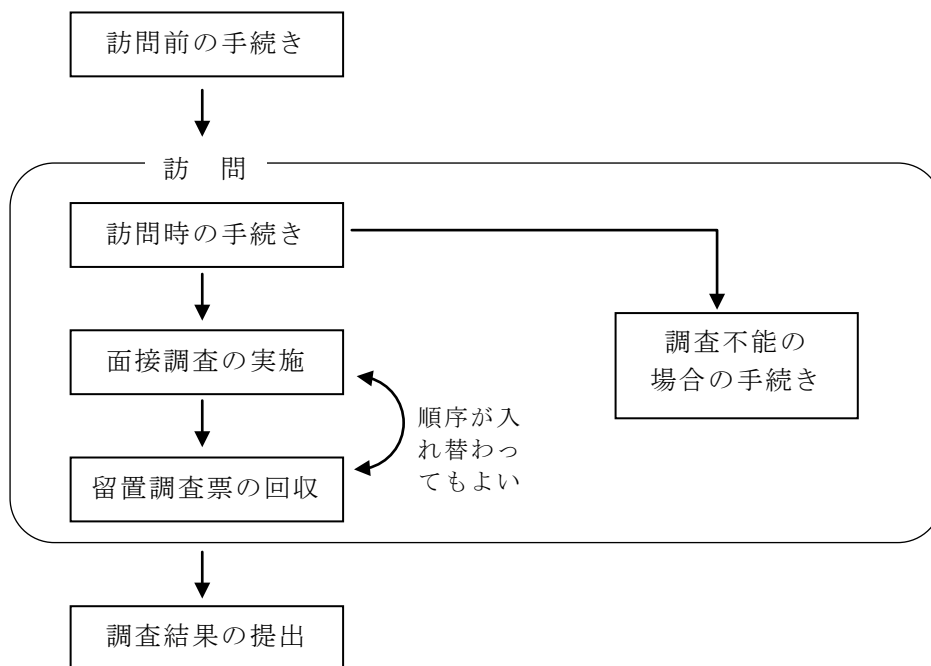 訪問前の手続き
訪　問
訪問時の手続き
面接調査の実施
調査不能の
場合の手続き
順序が入
れ替わっ
てもよい
留置調査票の回収
調査結果の提出